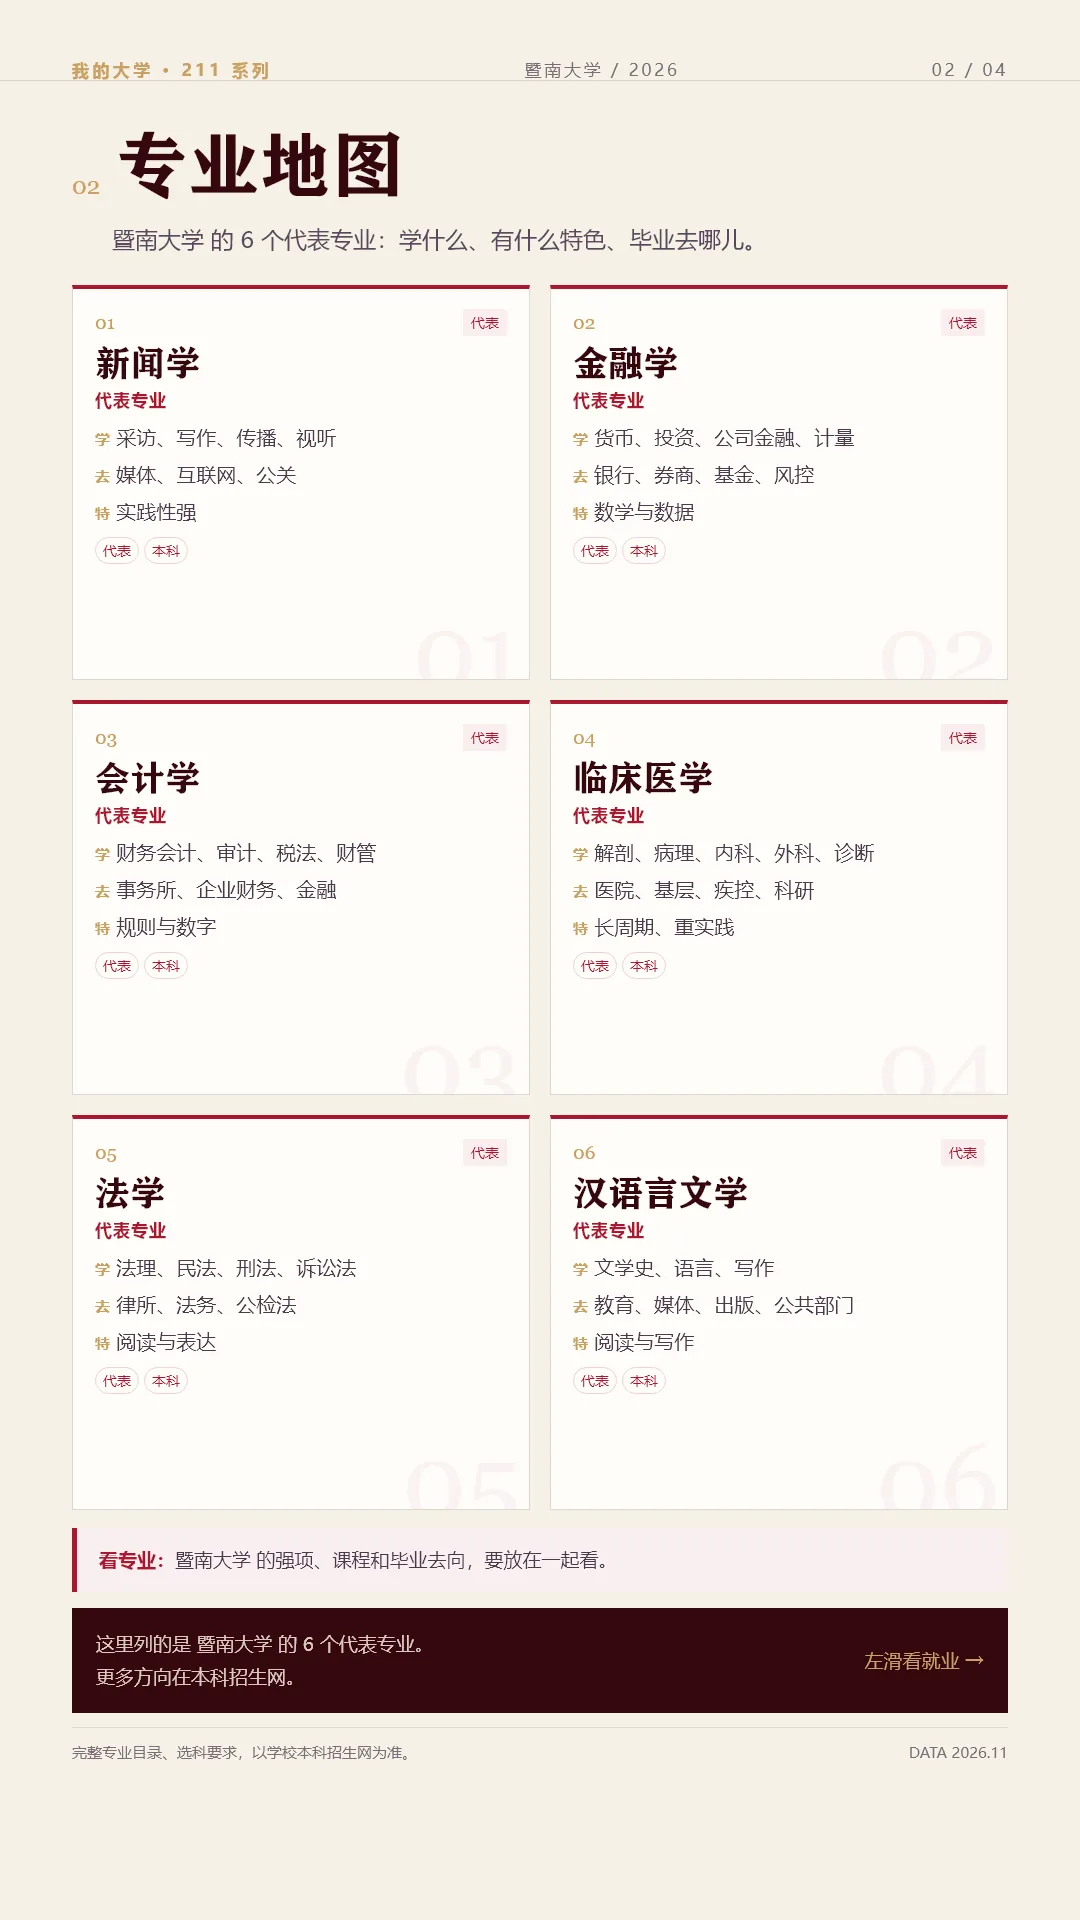 我的大学 · 211 系列
暨南大学 / 2026
02 / 04
02 专业地图
暨南大学 的 6 个代表专业：学什么、有什么特色、毕业去哪儿。
01
代表
新闻学
代表专业
学 采访、写作、传播、视听
去 媒体、互联网、公关
特 实践性强
代表 本科
01
02
代表
金融学
代表专业
学 货币、投资、公司金融、计量
去 银行、券商、基金、风控
特 数学与数据
代表 本科
02
03
代表
会计学
代表专业
学 财务会计、审计、税法、财管
去 事务所、企业财务、金融
特 规则与数字
代表 本科
03
04
代表
临床医学
代表专业
学 解剖、病理、内科、外科、诊断
去 医院、基层、疾控、科研
特 长周期、重实践
代表 本科
04
05
代表
法学
代表专业
学 法理、民法、刑法、诉讼法
去 律所、法务、公检法
特 阅读与表达
代表 本科
05
06
代表
汉语言文学
代表专业
学 文学史、语言、写作
去 教育、媒体、出版、公共部门
特 阅读与写作
代表 本科
06
看专业：暨南大学 的强项、课程和毕业去向，要放在一起看。
这里列的是 暨南大学 的 6 个代表专业。
更多方向在本科招生网。
左滑看就业 →
完整专业目录、选科要求，以学校本科招生网为准。
DATA 2026.11